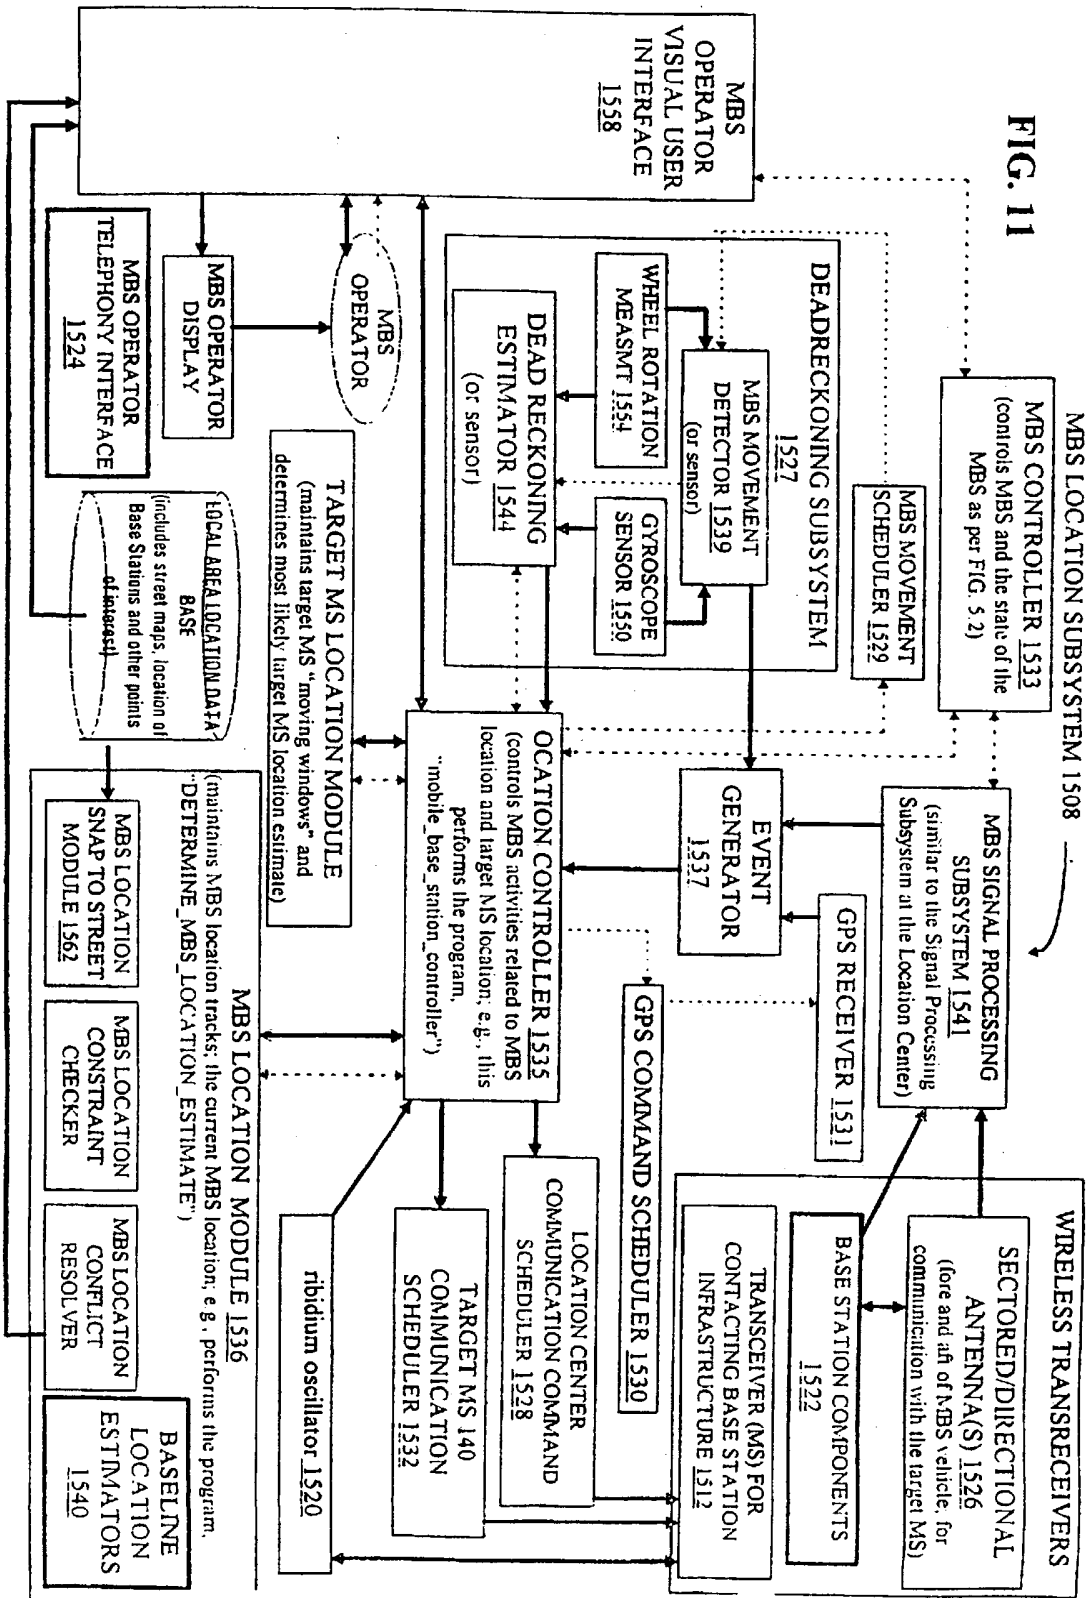 FIG. 11
MBS LOCATION SUBSYSTEM 1508
MBS
OPERATOR
VISUAL USER
INTERFACE
1558
MBS CONTROLLER 1533
(controls MBS and the state of the
MBS as per FIG. 5.2)
MBS SIGNAL PROCESSING
SUBSYSTEM 1541
(similar to the Signal Processing
Subsystem at the Location Center)
WIRELESS TRANSRECEIVERS
SECTORED/DIRECTIONAL
ANTENNA(S) 1526
(fore and aft of MBS vehicle; for
communication with the target MS)
BASE STATION COMPONENTS
1522
TRANSCEIVER (MS) FOR
CONTACTING BASE STATION
INFRASTRUCTURE 1512
MBS MOVEMENT
SCHEDULER 1529
DEADRECKONING SUBSYSTEM
1527
MBS MOVEMENT
DETECTOR 1539
(or sensor)
WHEEL ROTATION
MEASMT 1554
GYROSCOPE
SENSOR 1550
DEAD RECKONING
ESTIMATOR 1544
(or sensor)
GPS RECEIVER 1531
EVENT
GENERATOR
1537
GPS COMMAND SCHEDULER 1530
OCATION CONTROLLER 1535
(controls MBS activities related to MBS
location and target MS location; e.g., this
performs the program,
"mobile_base_station_controller")
LOCATION CENTER
COMMUNICATION COMMAND
SCHEDULER 1528
TARGET MS 140
COMMUNICATION
SCHEDULER 1532
ribidium oscillator 1520
MBS
OPERATOR
MBS OPERATOR
DISPLAY
MBS OPERATOR
TELEPHONY INTERFACE
1524
TARGET MS LOCATION MODULE
(maintains target MS "moving windows" and
determines most likely target MS location estimate)
LOCAL AREA LOCATION DATA
BASE
(includes street maps, location of
Base Stations and other points
of interest)
MBS LOCATION MODULE 1536
(maintains MBS location tracks; the current MBS location; e.g., performs the program,
"DETERMINE_MBS_LOCATION_ESTIMATE")
MBS LOCATION
SNAP TO STREET
MODULE 1562
MBS LOCATION
CONSTRAINT
CHECKER
MBS LOCATION
CONFLICT
RESOLVER
BASELINE
LOCATION
ESTIMATORS
1540